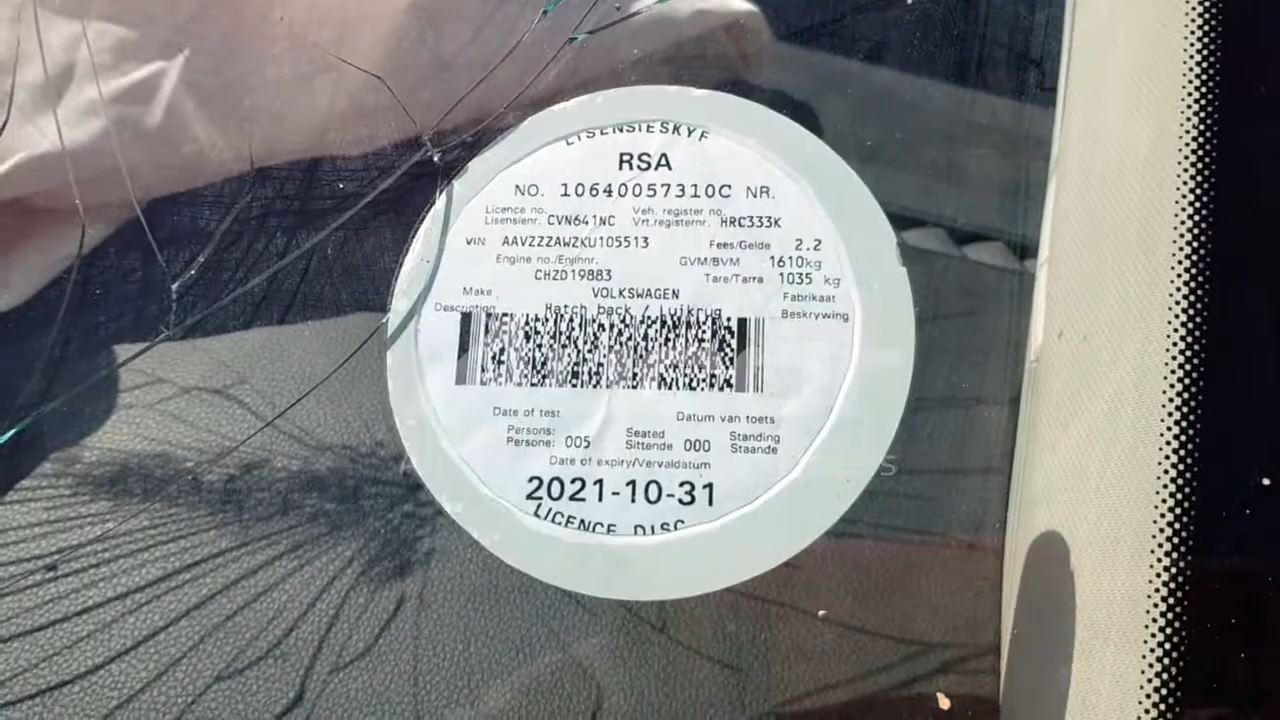 LISENSIESKYF
RSA
NO. 10640057310C NR.
Licence no. Veh. register no.
Lisensienr. CVN641NC Vrt.registernr. HRC333K
VIN AAVZZZAWZKU105513 Fees/Gelde 2.2
Engine no./Enjinnr. GVM/BVM 1610kg
CHZD19883 Tare/Tarra 1035 kg
Make VOLKSWAGEN Fabrikaat
Description Hatch back / Luikrug Beskrywing
Date of test Datum van toets
Persons: Seated Standing
Persone: 005 Sittende 000 Staande
Date of expiry/Vervaldatum
2021-10-31
LICENCE DISC